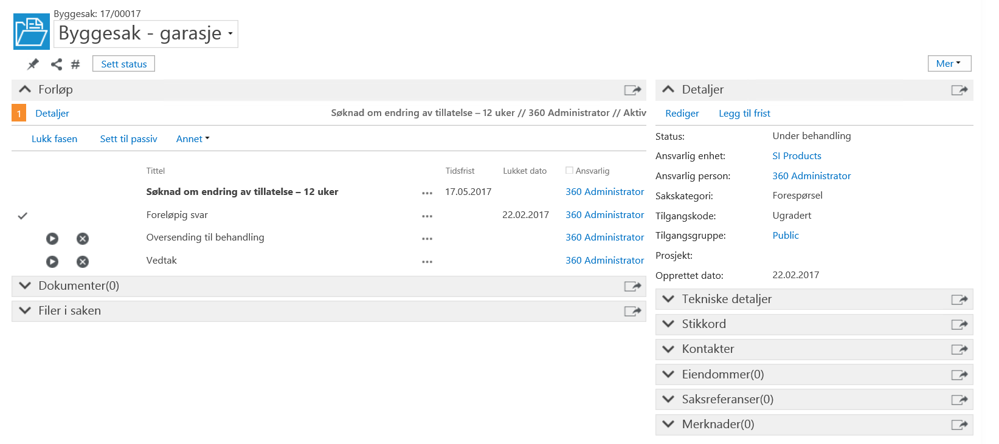 Byggesak: 17/00017
Byggesak - garasje
# Sett status
Mer
Forløp
1 Detaljer Søknad om endring av tillatelse – 12 uker // 360 Administrator // Aktiv
Lukk fasen Sett til passiv Annet
Tittel Tidsfrist Lukket dato Ansvarlig
Søknad om endring av tillatelse – 12 uker ... 17.05.2017 360 Administrator
Foreløpig svar ... 22.02.2017 360 Administrator
Oversending til behandling ... 360 Administrator
Vedtak ... 360 Administrator
Dokumenter(0)
Filer i saken
Detaljer
Rediger Legg til frist
Status: Under behandling
Ansvarlig enhet: SI Products
Ansvarlig person: 360 Administrator
Sakskategori: Forespørsel
Tilgangskode: Ugradert
Tilgangsgruppe: Public
Prosjekt:
Opprettet dato: 22.02.2017
Tekniske detaljer
Stikkord
Kontakter
Eiendommer(0)
Saksreferanser(0)
Merknader(0)